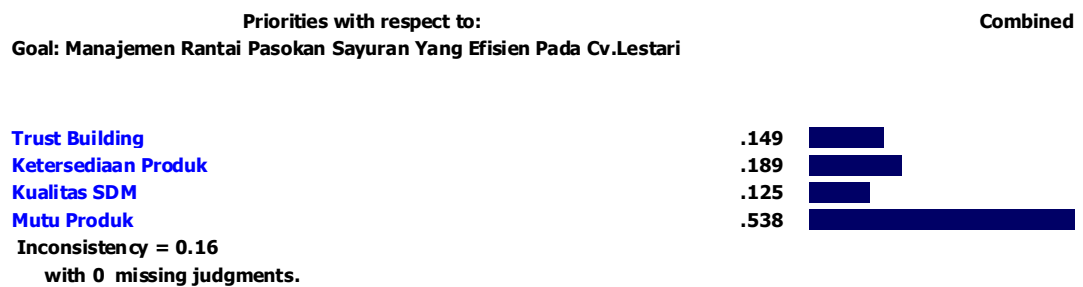 Priorities with respect to: Combined
Goal: Manajemen Rantai Pasokan Sayuran Yang Efisien Pada Cv.Lestari
Trust Building .149
Ketersediaan Produk .189
Kualitas SDM .125
Mutu Produk .538
Inconsistency = 0.16
with 0 missing judgments.